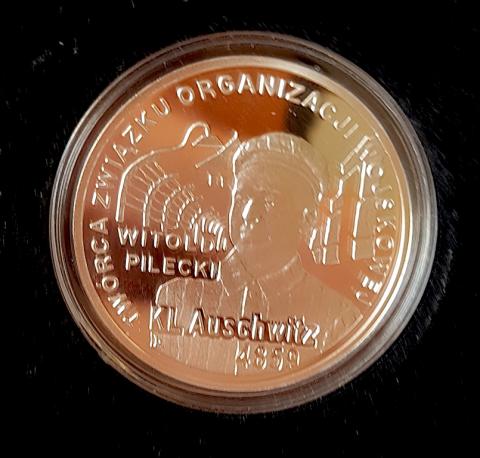 TWÓRCA ZWIĄZKU ORGANIZACJI WOJSKOWEJ
WITOLD
PILECKI
KL Auschwitz
4859